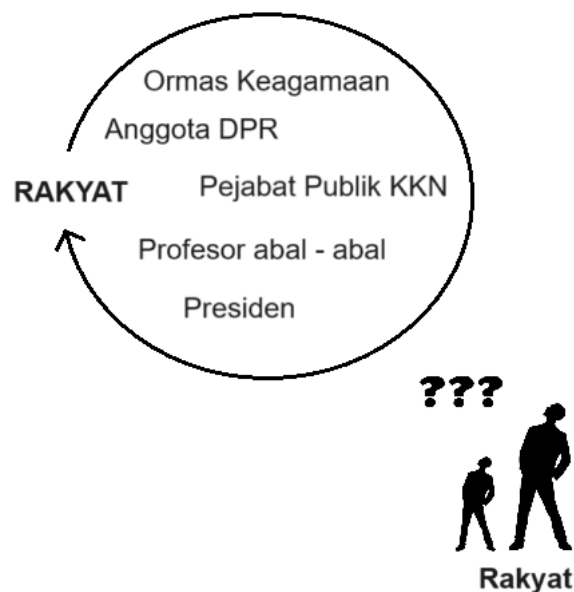 Ormas Keagamaan
Anggota DPR
RAKYAT
Pejabat Publik KKN
Profesor abal - abal
Presiden
???
Rakyat